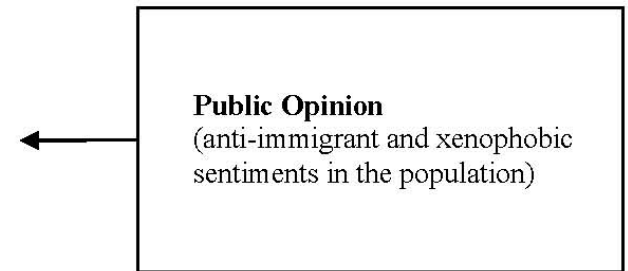 Public Opinion
(anti-immigrant and xenophobic
sentiments in the population)